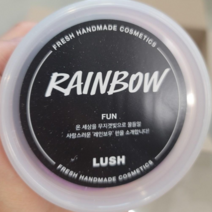 FRESH HANDMADE COSMETICS
RAINBOW
FUN
온 세상을 무지갯빛으로 물들일
사랑스러운 '레인보우' 펀을 소개합니다!
LUSH
FRESH HANDMADE COSMETICS